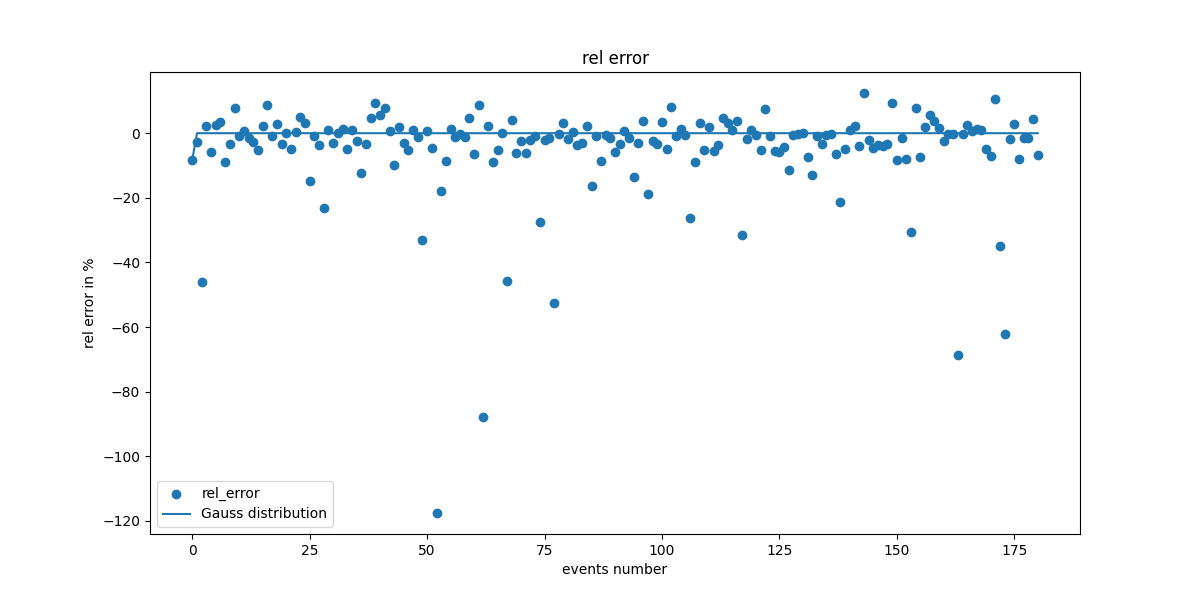 rel error
rel error in %
0
−20
−40
−60
−80
−100
−120
rel_error
Gauss distribution
0 25 50 75 100 125 150 175
events number